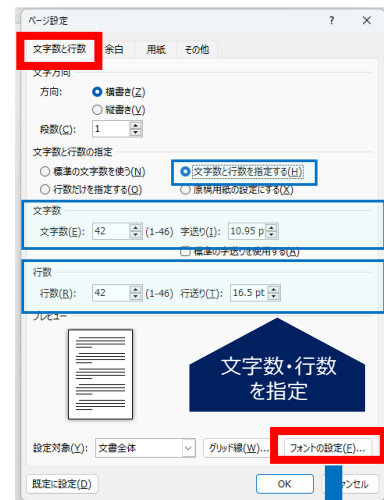 ページ設定 ? ×
文字数と行数 余白 用紙 その他
文字方向
方向: 横書き(Z)
縦書き(V)
段数(C): 1
文字数と行数の指定
標準の文字数を使う(N) 文字数と行数を指定する(H)
行数だけを指定する(O) 原稿用紙の設定にする(X)
文字数
文字数(E): 42 (1-46) 字送り(I): 10.95 p
標準の字送りを使用する(A)
行数
行数(R): 42 (1-46) 行送り(T): 16.5 pt
プレビュー
文字数・行数
を指定
設定対象(Y): 文書全体 グリッド線(W)... フォントの設定(F)...
既定に設定(D) OK ャンセル